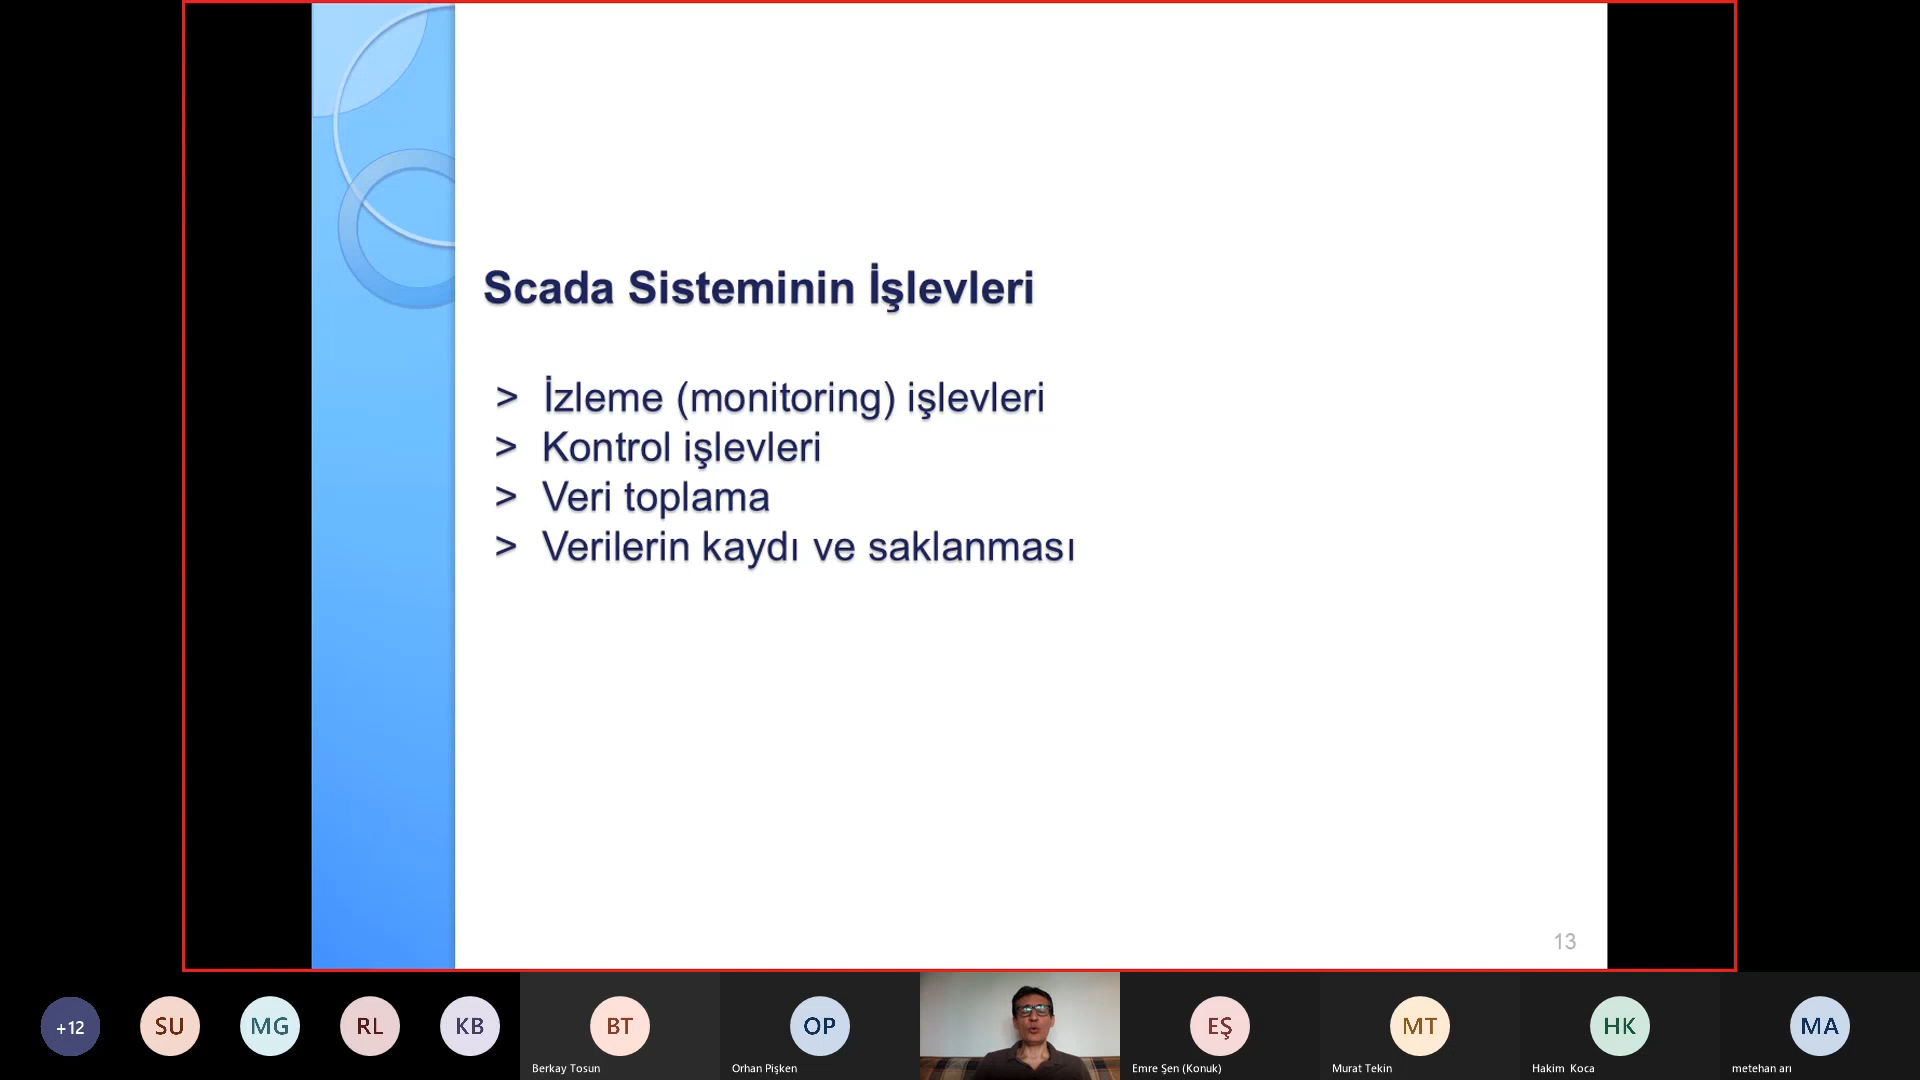 Scada Sisteminin İşlevleri
> İzleme (monitoring) işlevleri
> Kontrol işlevleri
> Veri toplama
> Verilerin kaydı ve saklanması
13
+12
SU
MG
RL
KB
BT
OP
EŞ
MT
HK
MA
Berkay Tosun
Orhan Pişken
Emre Şen (Konuk)
Murat Tekin
Hakim Koca
metehan arı